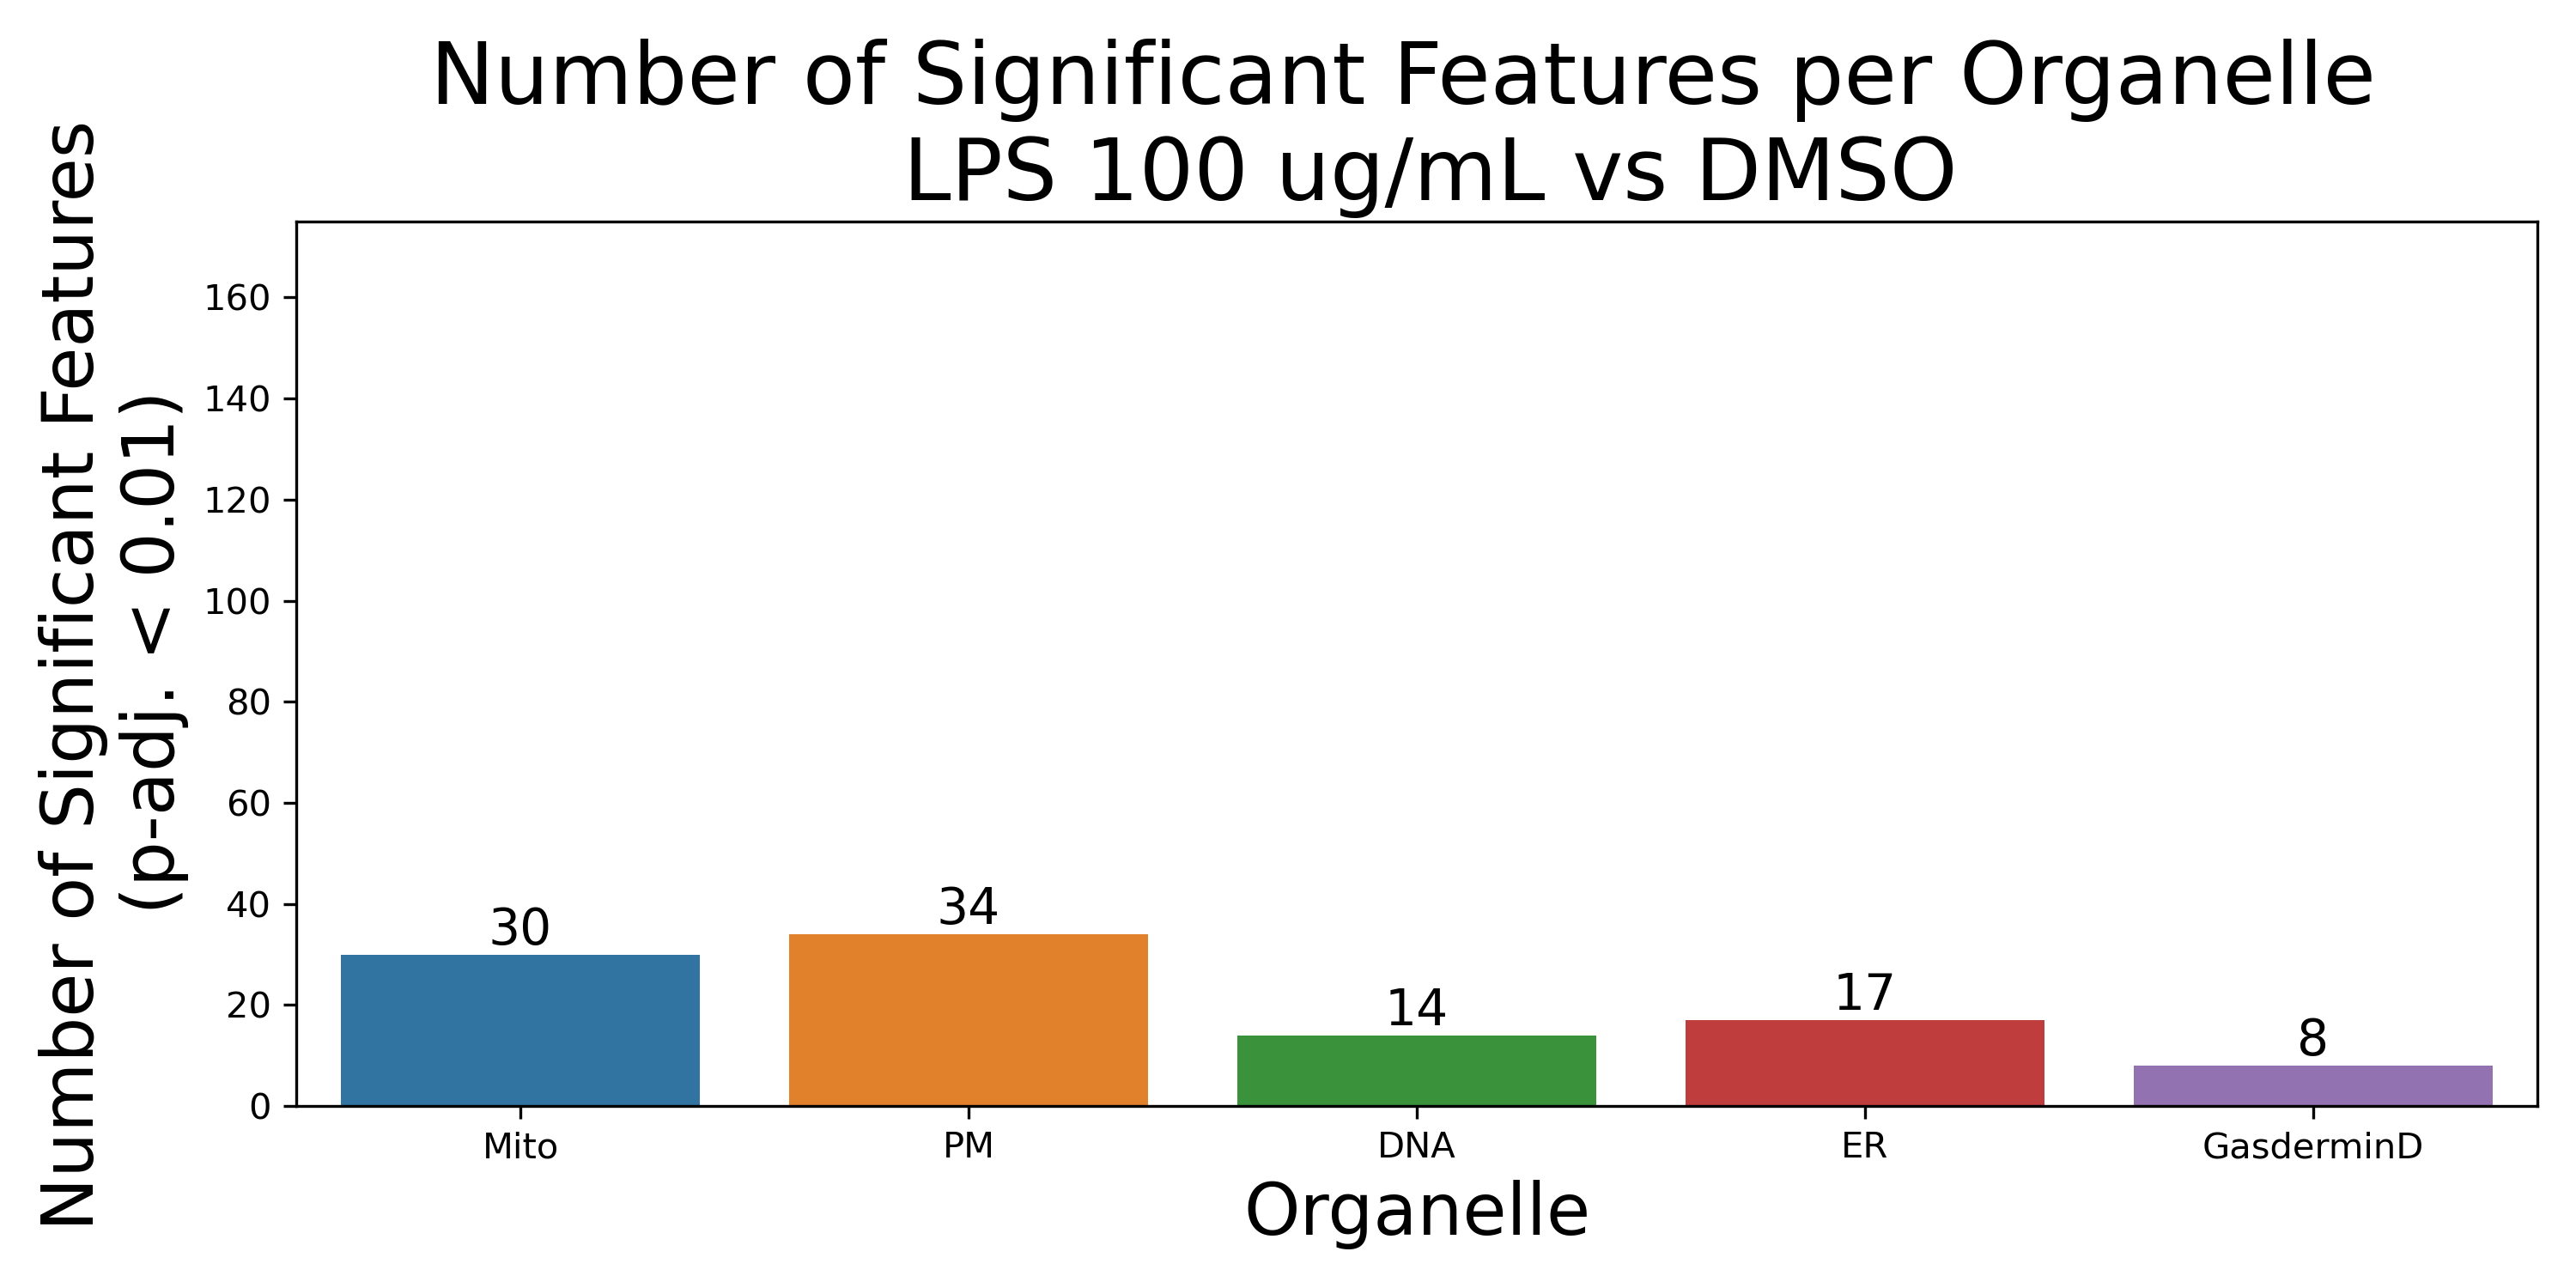 Number of Significant Features per Organelle
LPS 100 ug/mL vs DMSO
Number of Significant Features
(p-adj. < 0.01)
160
140
120
100
80
60
40
20
0
30
34
14
17
8
Mito
PM
DNA
ER
GasderminD
Organelle